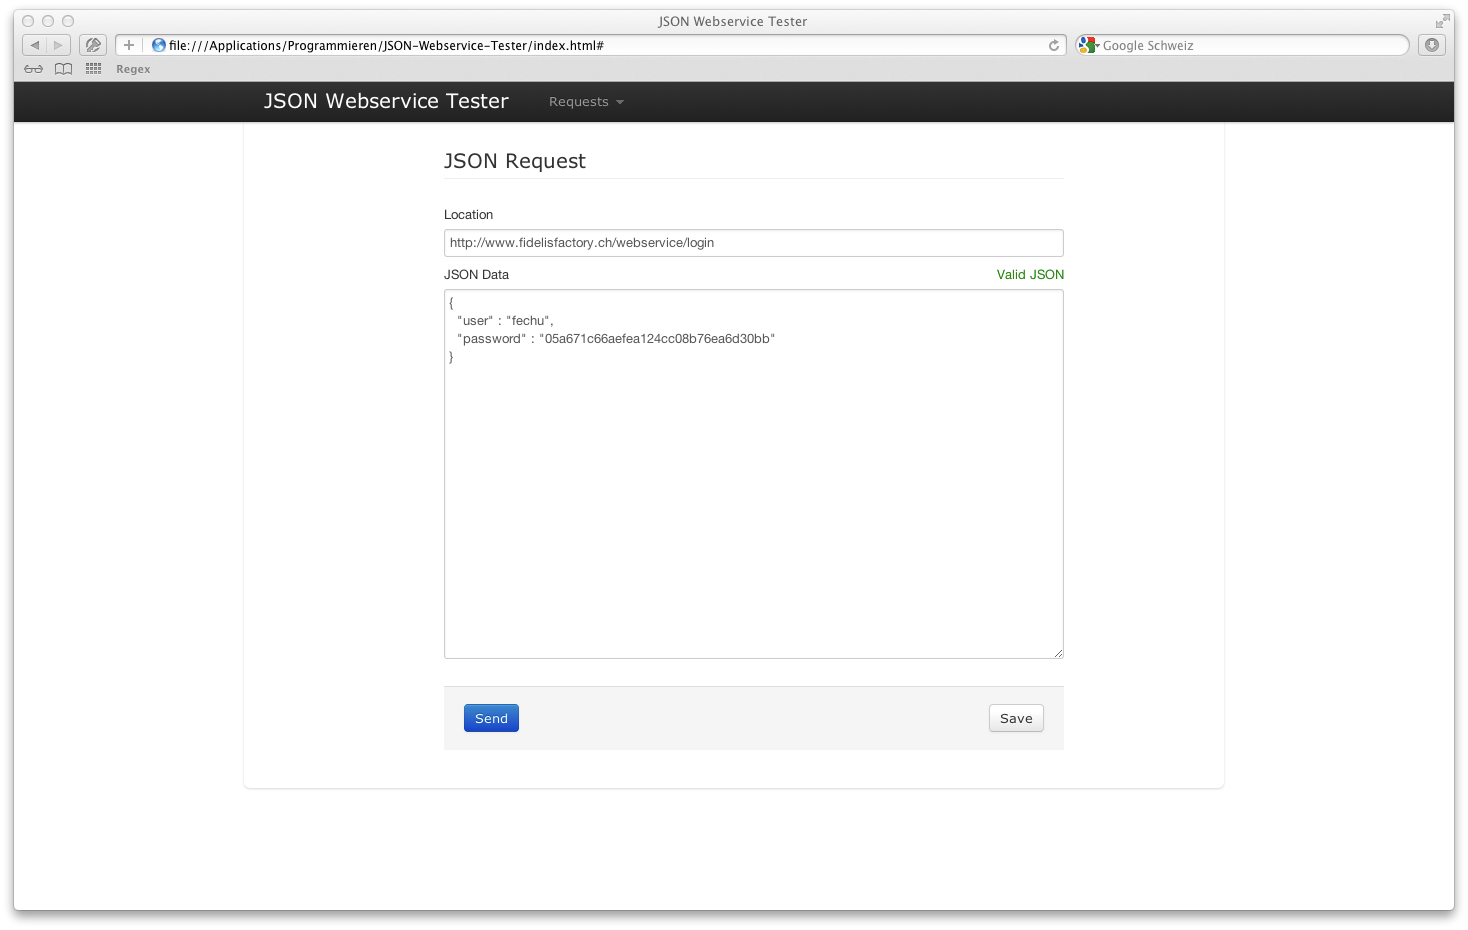 JSON Webservice Tester
file:///Applications/Programmieren/JSON-Webservice-Tester/index.html#
Google Schweiz
Regex
JSON Webservice Tester
Requests
JSON Request
Location
http://www.fidelisfactory.ch/webservice/login
JSON Data
Valid JSON
{
"user" : "fechu",
"password" : "05a671c66aefea124cc08b76ea6d30bb"
}
Send
Save